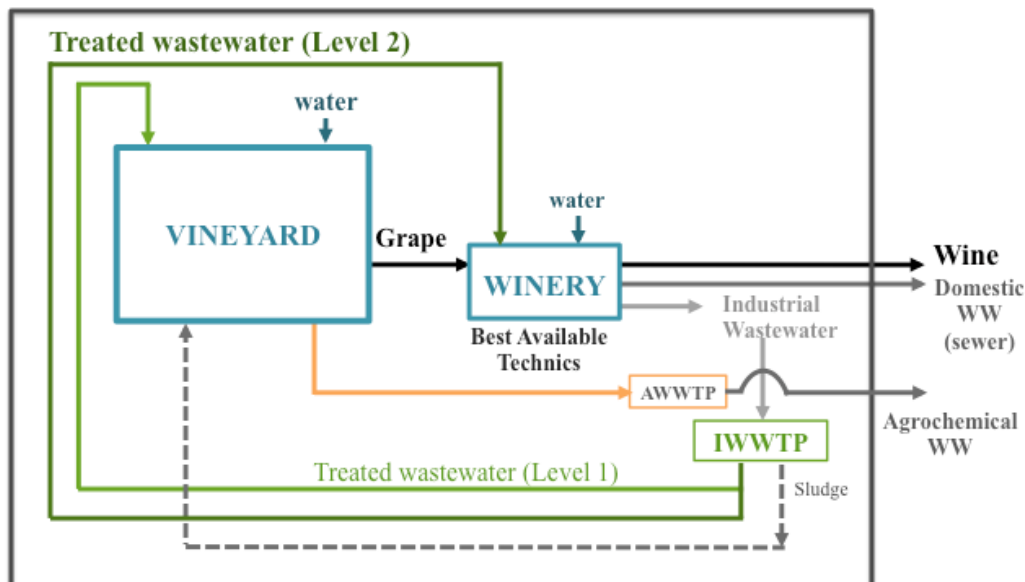 Treated wastewater (Level 2)
water
VINEYARD
water
Grape
WINERY
Wine
Domestic
WW
(sewer)
Industrial
Wastewater
Best Available
Technics
AWWTP
Agrochemical
WW
IWWTP
Treated wastewater (Level 1)
Sludge